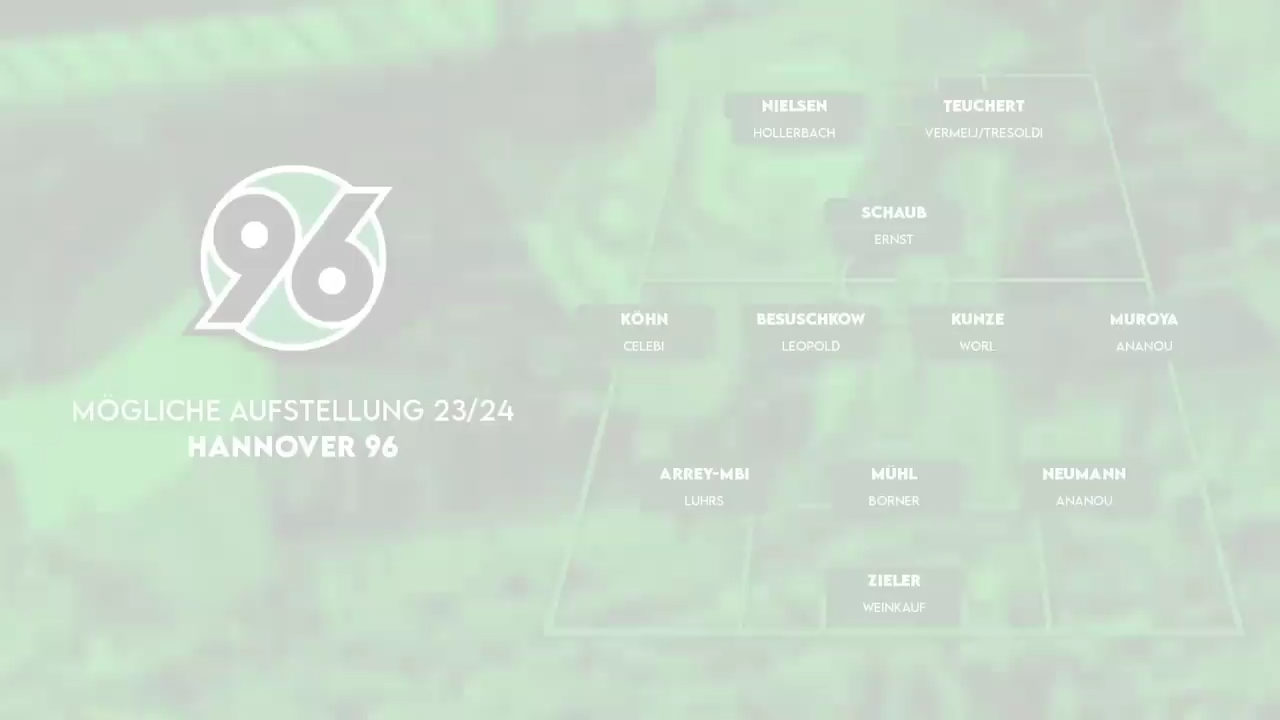 96
MÖGLICHE AUFSTELLUNG 23/24
HANNOVER 96
NIELSEN
HOLLERBACH
TEUCHERT
VERMEIJ/TRESOLDI
SCHAUB
ERNST
KÖHN
CELEBI
BESUSCHKOW
LEOPOLD
KUNZE
WORL
MUROYA
ANANOU
ARREY-MBI
LUHRS
MÜHL
BORNER
NEUMANN
ANANOU
ZIELER
WEINKAUF